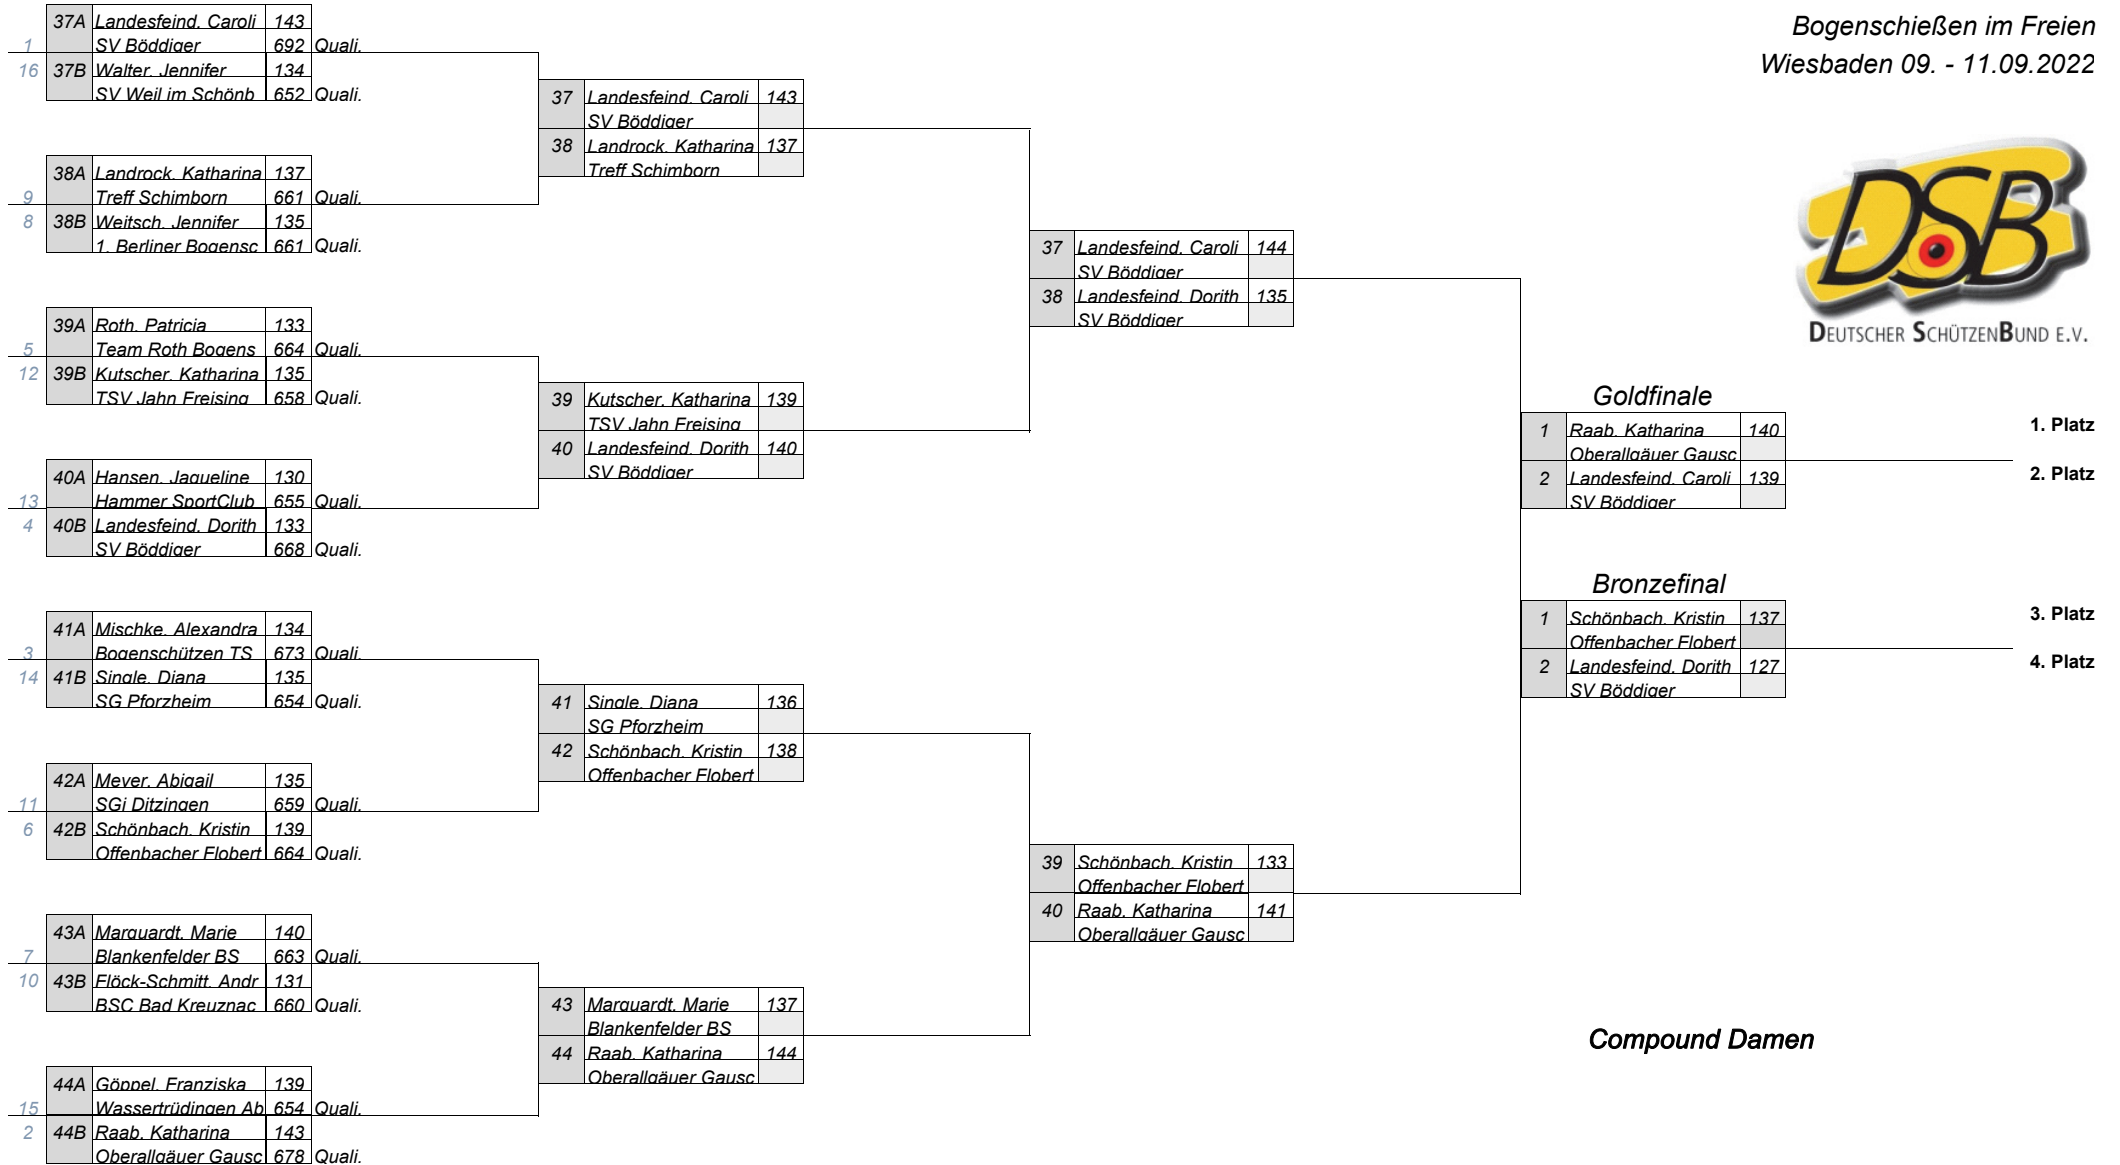 Bogenschießen im Freien
Wiesbaden 09. - 11.09.2022
DSB
DEUTSCHER SCHÜTZENBUND E.V.
37A Landesfeind, Caroli 143
1 SV Böddiger 692 Quali.
16 37B Walter, Jennifer 134
SV Weil im Schönb 652 Quali.
38A Landrock, Katharina 137
9 Treff Schimborn 661 Quali.
8 38B Weitsch, Jennifer 135
1. Berliner Bogensc 661 Quali.
39A Roth, Patricia 133
5 Team Roth Bogens 664 Quali.
12 39B Kutscher, Katharina 135
TSV Jahn Freising 658 Quali.
40A Hansen, Jaqueline 130
13 Hammer SportClub 655 Quali.
4 40B Landesfeind, Dorith 133
SV Böddiger 668 Quali.
41A Mischke, Alexandra 134
3 Bogenschützen TS 673 Quali.
14 41B Single, Diana 135
SG Pforzheim 654 Quali.
42A Meyer, Abigail 135
11 SGi Ditzingen 659 Quali.
6 42B Schönbach, Kristin 139
Offenbacher Flobert 664 Quali.
43A Marquardt, Marie 140
7 Blankenfelder BS 663 Quali.
10 43B Flöck-Schmitt, Andr 131
BSC Bad Kreuznac 660 Quali.
44A Göppel, Franziska 139
15 Wassertrüdingen Ab 654 Quali.
2 44B Raab, Katharina 143
Oberallgäuer Gausc 678 Quali.
37 Landesfeind, Caroli 143
SV Böddiger
38 Landrock, Katharina 137
Treff Schimborn
39 Kutscher, Katharina 139
TSV Jahn Freising
40 Landesfeind, Dorith 140
SV Böddiger
41 Single, Diana 136
SG Pforzheim
42 Schönbach, Kristin 138
Offenbacher Flobert
43 Marquardt, Marie 137
Blankenfelder BS
44 Raab, Katharina 144
Oberallgäuer Gausc
37 Landesfeind, Caroli 144
SV Böddiger
38 Landesfeind, Dorith 135
SV Böddiger
39 Schönbach, Kristin 133
Offenbacher Flobert
40 Raab, Katharina 141
Oberallgäuer Gausc
Goldfinale
1 Raab, Katharina 140 1. Platz
Oberallgäuer Gausc
2 Landesfeind, Caroli 139 2. Platz
SV Böddiger
Bronzefinal
1 Schönbach, Kristin 137 3. Platz
Offenbacher Flobert
2 Landesfeind, Dorith 127 4. Platz
SV Böddiger
Compound Damen